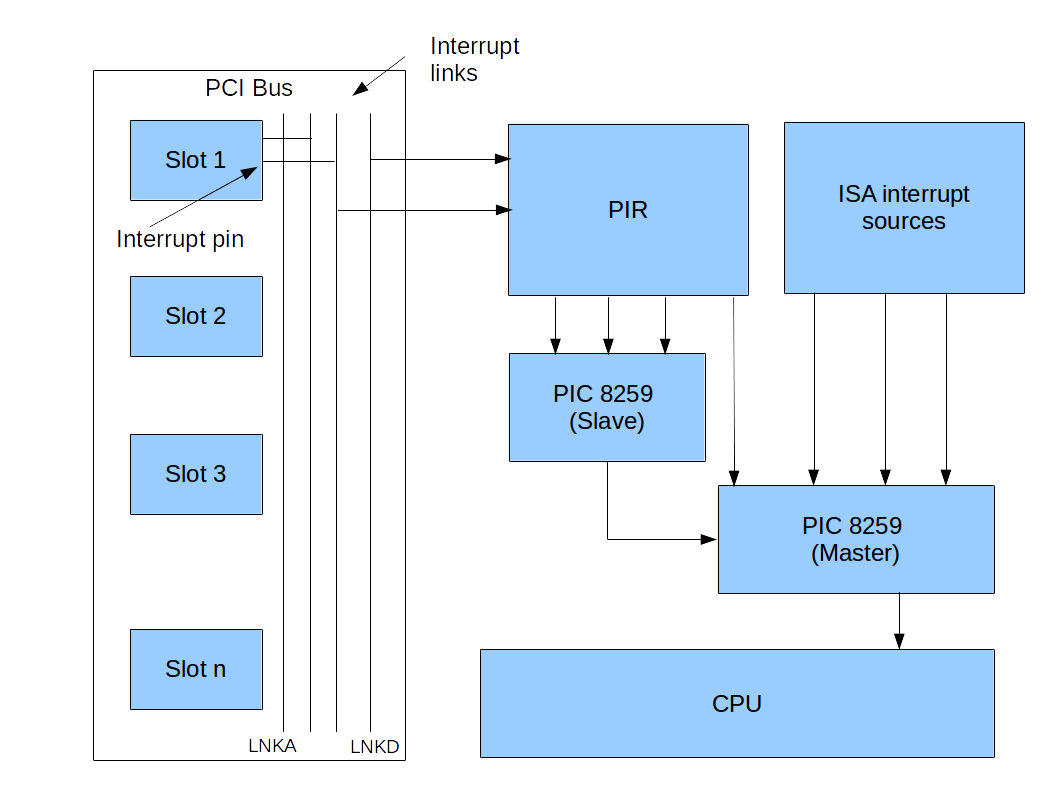 Interrupt
links
PCI Bus
Slot 1
Interrupt pin
Slot 2
Slot 3
Slot n
LNKA
LNKD
PIR
ISA interrupt
sources
PIC 8259
(Slave)
PIC 8259
(Master)
CPU